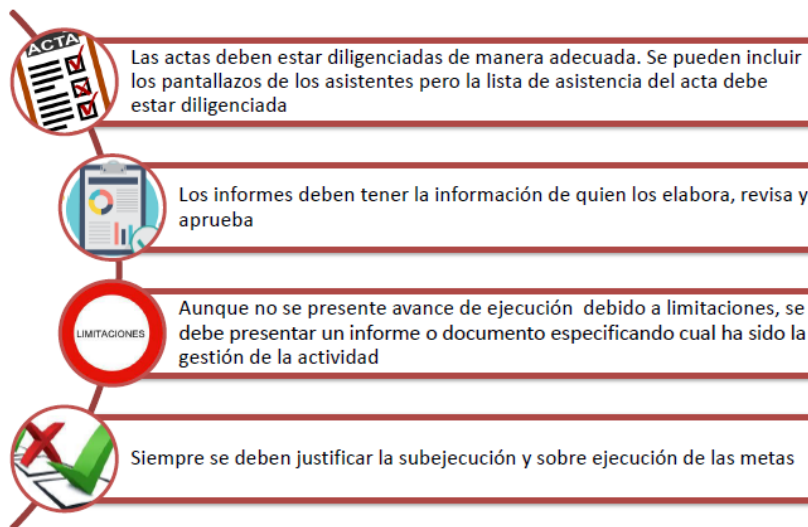 ACTA
Las actas deben estar diligenciadas de manera adecuada. Se pueden incluir
los pantallazos de los asistentes pero la lista de asistencia del acta debe
estar diligenciada
Los informes deben tener la información de quien los elabora, revisa y
aprueba
LIMITACIONES
Aunque no se presente avance de ejecución debido a limitaciones, se
debe presentar un informe o documento especificando cual ha sido la
gestión de la actividad
Siempre se deben justificar la subejecución y sobre ejecución de las metas